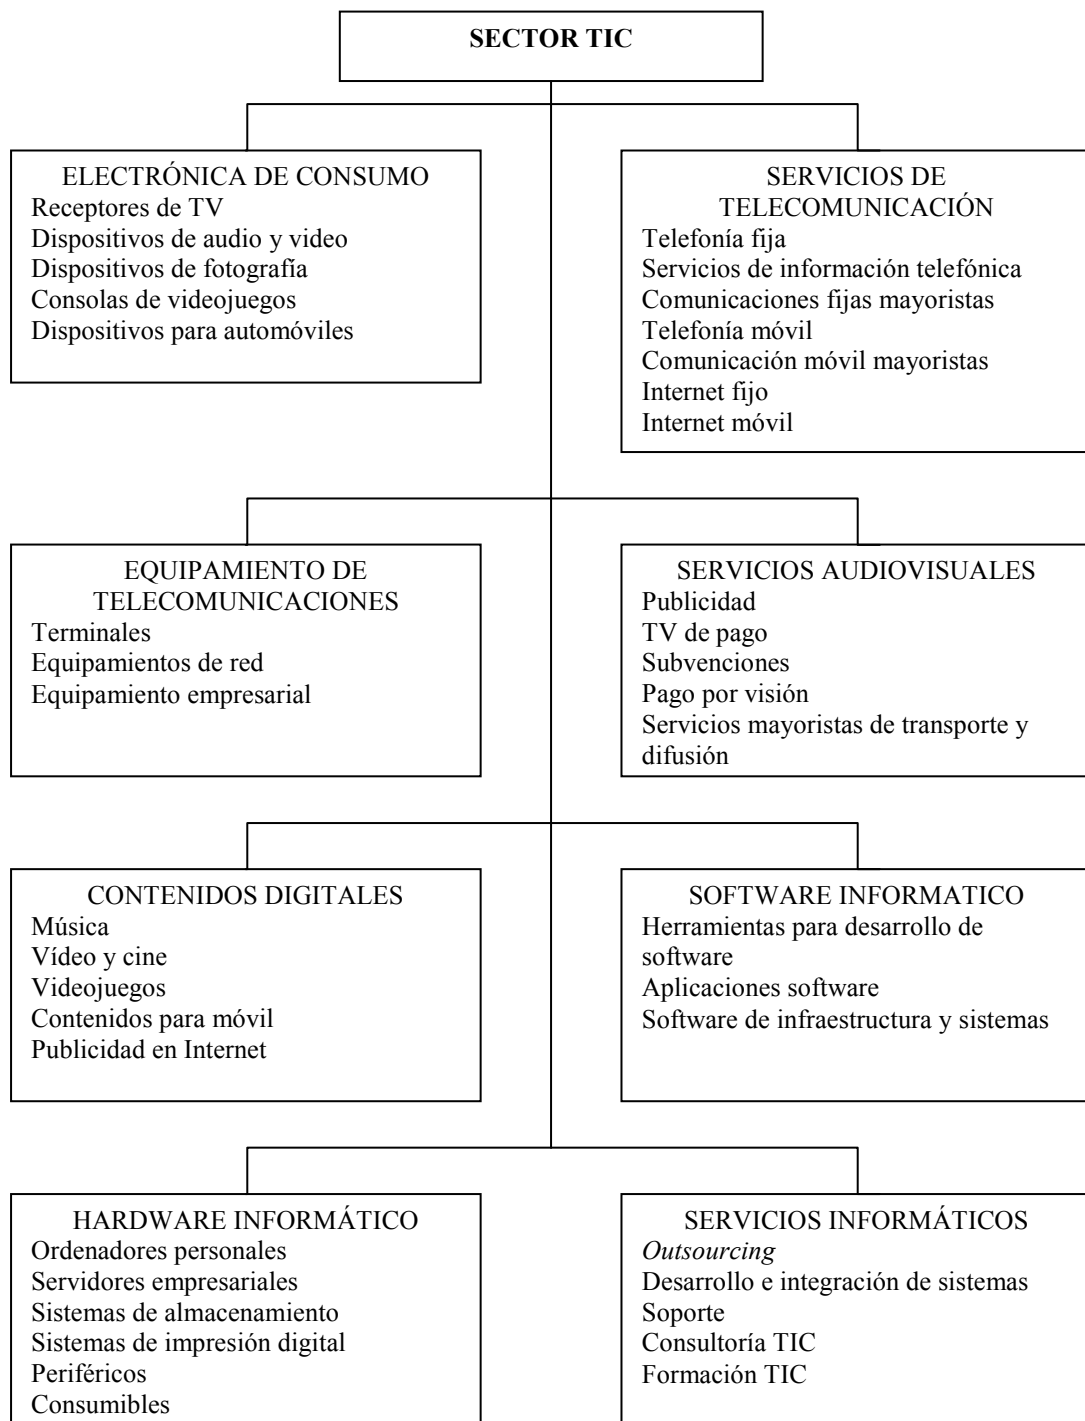 SECTOR TIC
ELECTRÓNICA DE CONSUMO
Receptores de TV
Dispositivos de audio y video
Dispositivos de fotografía
Consolas de videojuegos
Dispositivos para automóviles
SERVICIOS DE
TELECOMUNICACIÓN
Telefonía fija
Servicios de información telefónica
Comunicaciones fijas mayoristas
Telefonía móvil
Comunicación móvil mayoristas
Internet fijo
Internet móvil
EQUIPAMIENTO DE
TELECOMUNICACIONES
Terminales
Equipamientos de red
Equipamiento empresarial
SERVICIOS AUDIOVISUALES
Publicidad
TV de pago
Subvenciones
Pago por visión
Servicios mayoristas de transporte y
difusión
CONTENIDOS DIGITALES
Música
Vídeo y cine
Videojuegos
Contenidos para móvil
Publicidad en Internet
SOFTWARE INFORMATICO
Herramientas para desarrollo de
software
Aplicaciones software
Software de infraestructura y sistemas
HARDWARE INFORMÁTICO
Ordenadores personales
Servidores empresariales
Sistemas de almacenamiento
Sistemas de impresión digital
Periféricos
Consumibles
SERVICIOS INFORMÁTICOS
Outsourcing
Desarrollo e integración de sistemas
Soporte
Consultoría TIC
Formación TIC